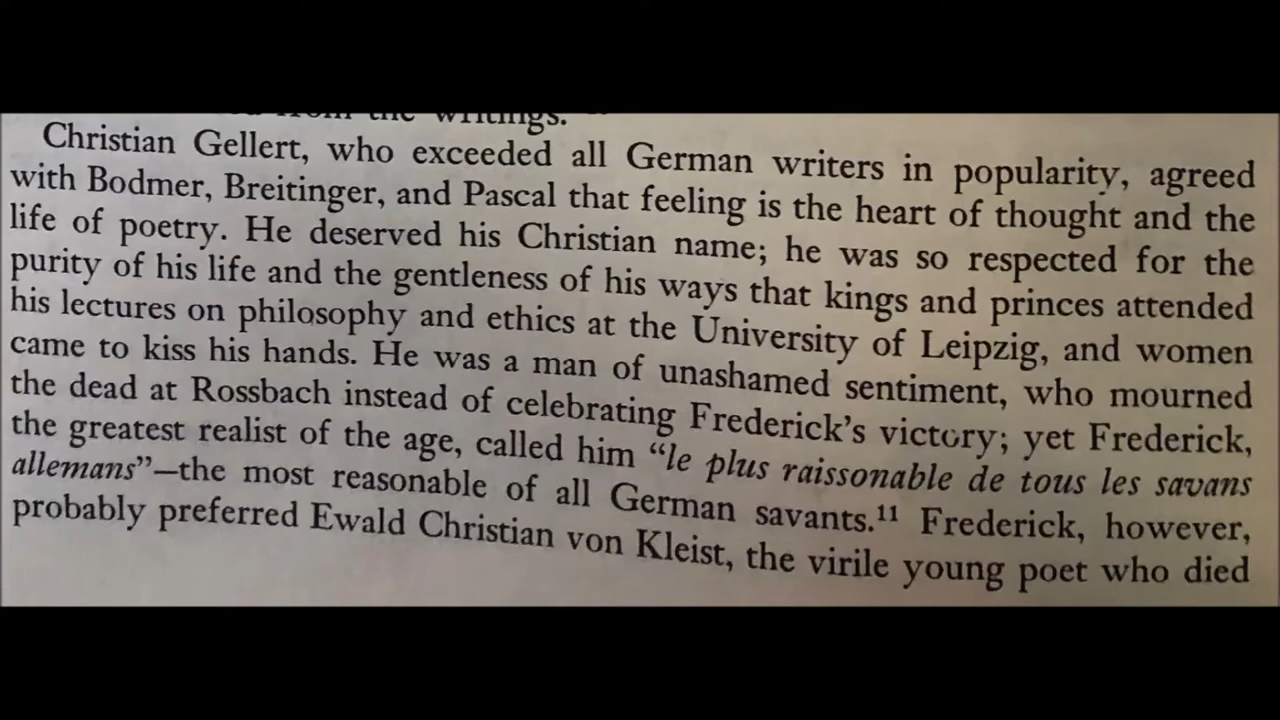 from the writings.
Christian Gellert, who exceeded all German writers in popularity, agreed
with Bodmer, Breitinger, and Pascal that feeling is the heart of thought and the
life of poetry. He deserved his Christian name; he was so respected for the
purity of his life and the gentleness of his ways that kings and princes attended
his lectures on philosophy and ethics at the University of Leipzig, and women
came to kiss his hands. He was a man of unashamed sentiment, who mourned
the dead at Rossbach instead of celebrating Frederick's victory; yet Frederick,
the greatest realist of the age, called him “le plus raissonable de tous les savans
allemans”—the most reasonable of all German savants.¹¹ Frederick, however,
probably preferred Ewald Christian von Kleist, the virile young poet who died